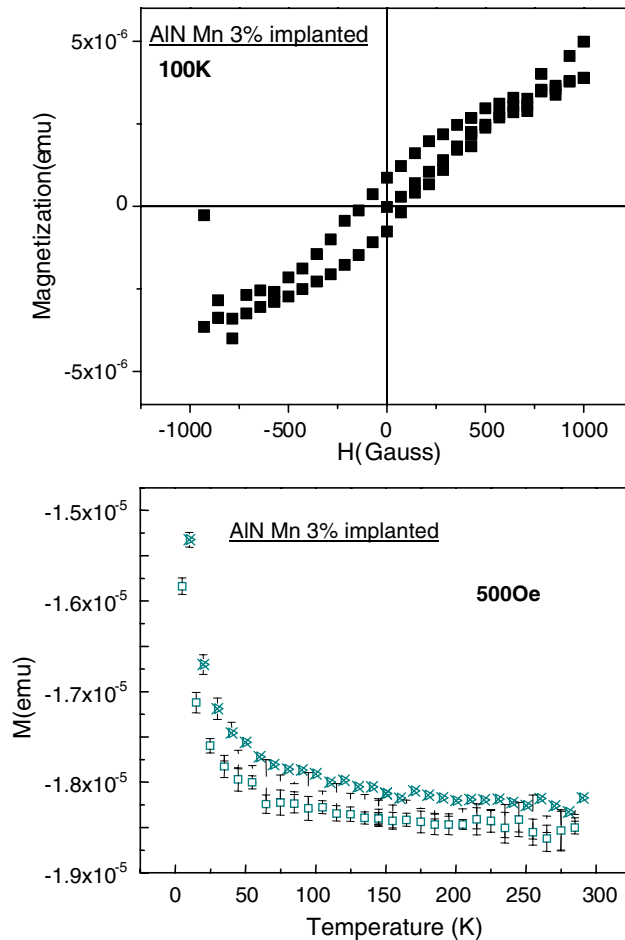 AlN Mn 3% implanted
100K
5x10⁻⁶
0
-5x10⁻⁶
Magnetization(emu)
-1000 -500 0 500 1000
H(Gauss)
AlN Mn 3% implanted
500Oe
-1.5x10⁻⁵
-1.6x10⁻⁵
-1.7x10⁻⁵
-1.8x10⁻⁵
-1.9x10⁻⁵
M(emu)
0 50 100 150 200 250 300
Temperature (K)